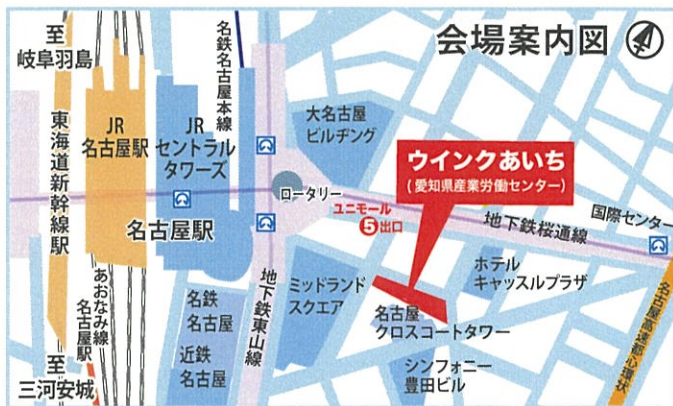 会場案内図
至
岐阜羽島
東海道新幹線駅
至
三河安城
JR
名古屋駅
あおなみ線
名古屋駅
JR
セントラル
タワーズ
名古屋駅
名鉄名古屋本線
名鉄
名古屋
近鉄
名古屋
地下鉄東山線
大名古屋
ビルヂング
ロータリー
ユニモール
5出口
ウインクあいち
(愛知県産業労働センター)
地下鉄桜通線
国際センター
ミッドランド
スクエア
名古屋
クロスコートタワー
シンフォニー
豊田ビル
ホテル
キャッスルプラザ
名古屋高速都心環状